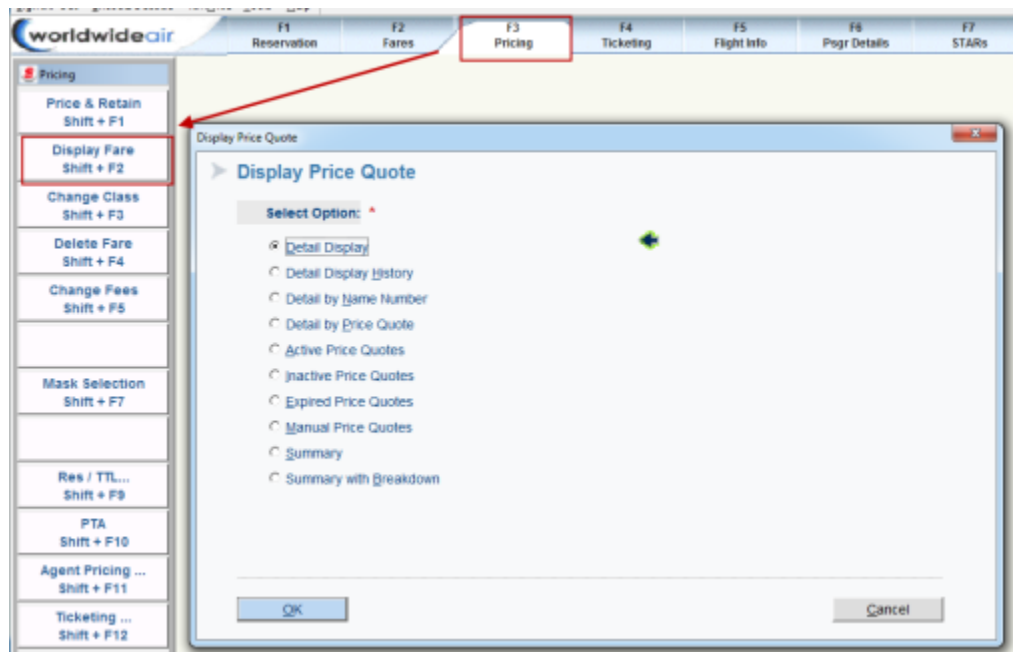 worldwideair
F1
Reservation
F2
Fares
F3
Pricing
F4
Ticketing
F5
Flight Info
F6
Psgr Details
F7
STARs
Pricing
Price & Retain
Shift + F1
Display Fare
Shift + F2
Change Class
Shift + F3
Delete Fare
Shift + F4
Change Fees
Shift + F5
Mask Selection
Shift + F7
Res / TTL...
Shift + F9
PTA
Shift + F10
Agent Pricing ...
Shift + F11
Ticketing ...
Shift + F12
Display Price Quote
Display Price Quote
Select Option: *
Detail Display
Detail Display History
Detail by Name Number
Detail by Price Quote
Active Price Quotes
Inactive Price Quotes
Expired Price Quotes
Manual Price Quotes
Summary
Summary with Breakdown
OK
Cancel